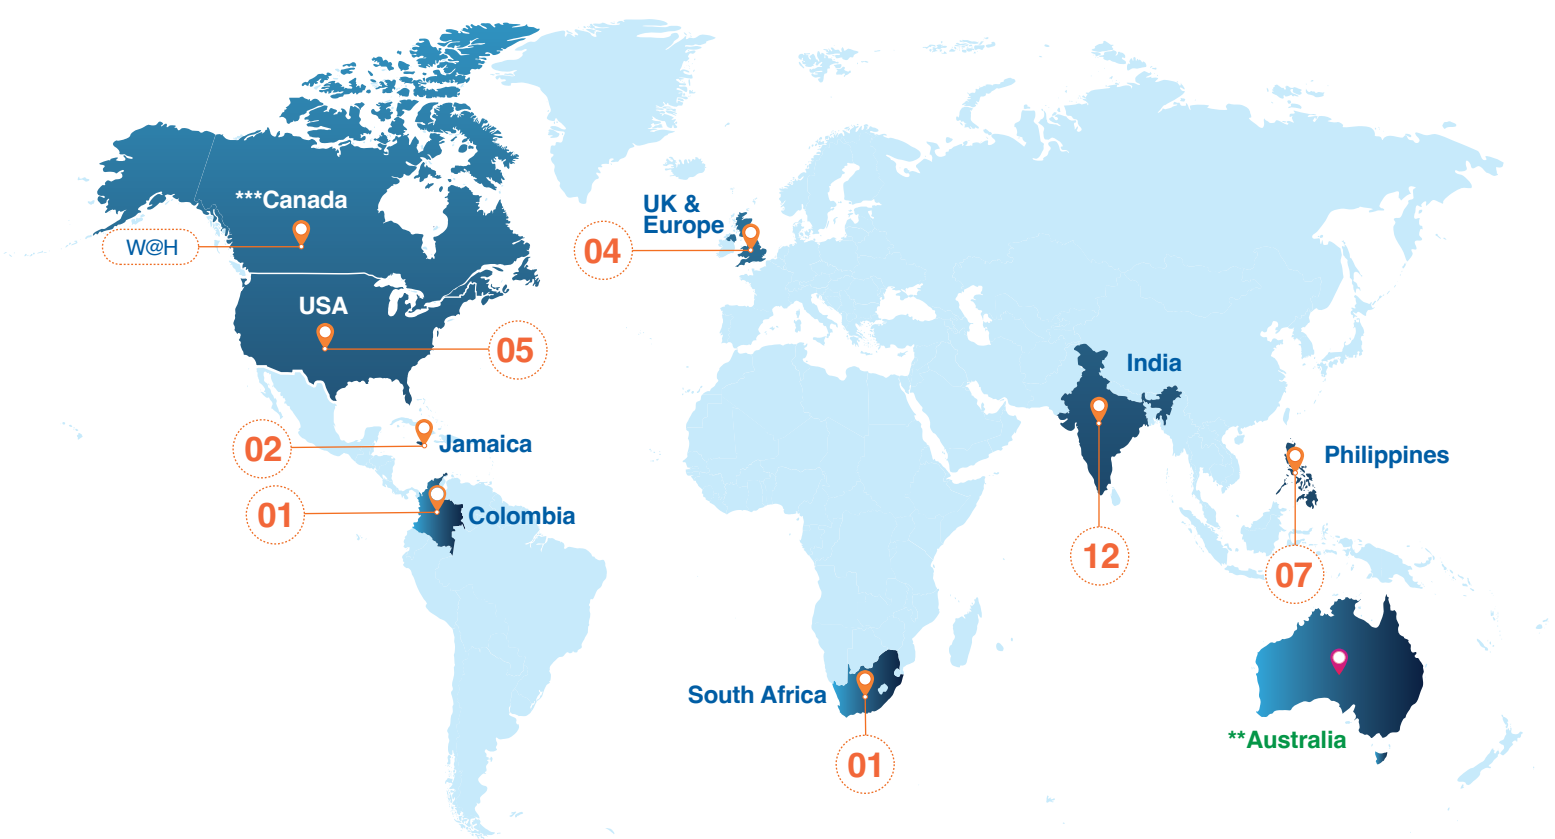 ***Canada
W@H
USA
05
UK &
Europe
04
India
12
Jamaica
02
Philippines
07
Colombia
01
South Africa
01
**Australia